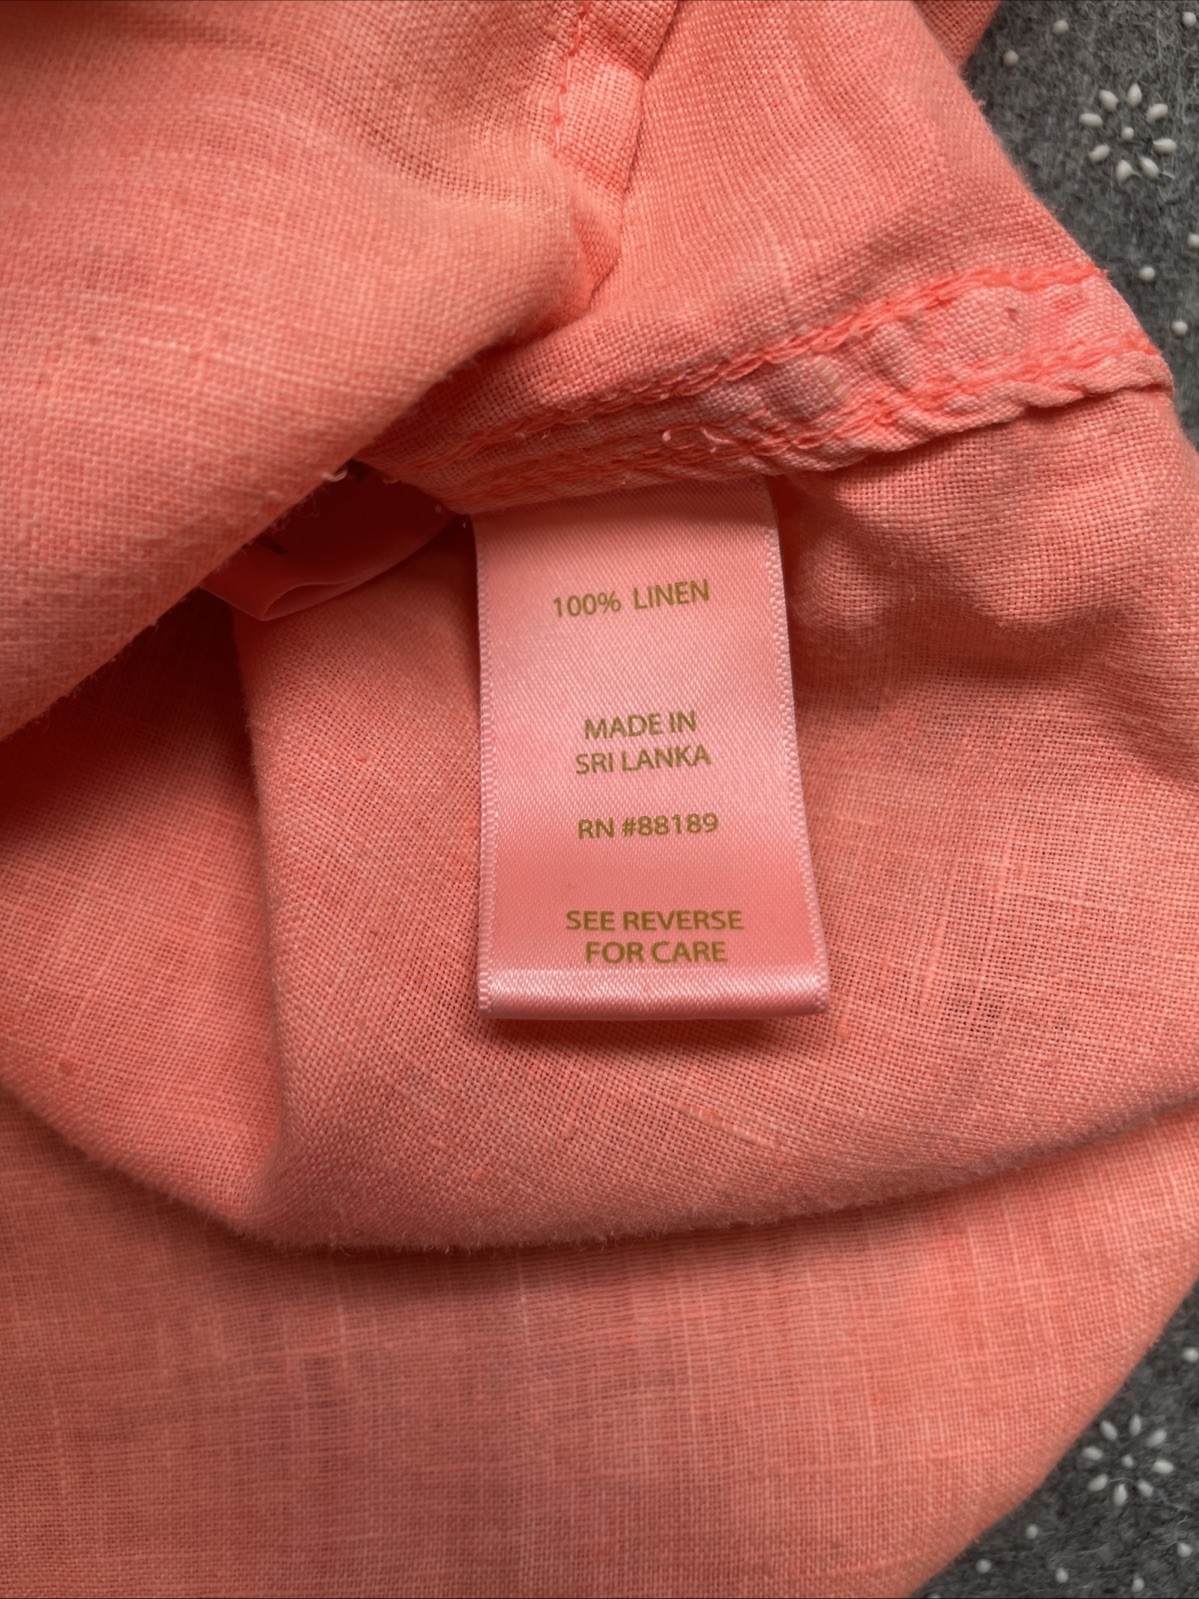 100% LINEN
MADE IN
SRI LANKA
RN #88189
SEE REVERSE
FOR CARE